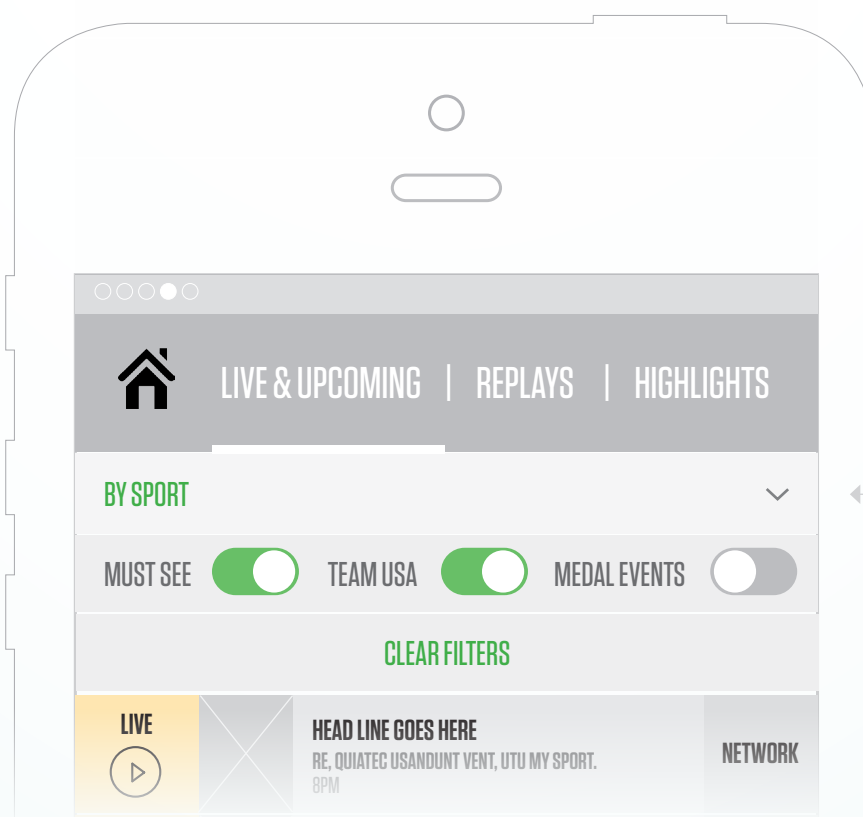 LIVE & UPCOMING | REPLAYS | HIGHLIGHTS
BY SPORT
MUST SEE TEAM USA MEDAL EVENTS
CLEAR FILTERS
LIVE
HEAD LINE GOES HERE
RE, QUIATEC USANDUNT VENT, UTU MY SPORT.
8PM
NETWORK